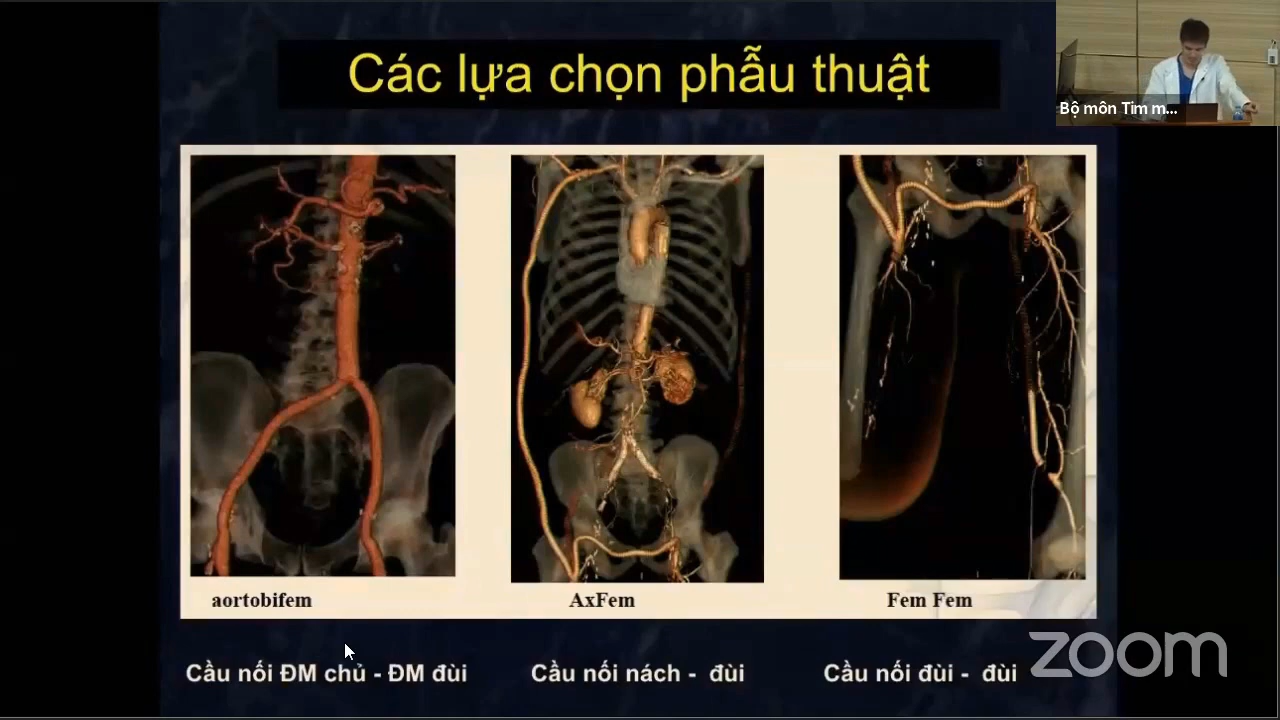 Các lựa chọn phẫu thuật
Bộ môn Tim m...
aortobifem
AxFem
Fem Fem
Cầu nối ĐM chủ - ĐM đùi
Cầu nối nách - đùi
Cầu nối đùi - đùi
zoom